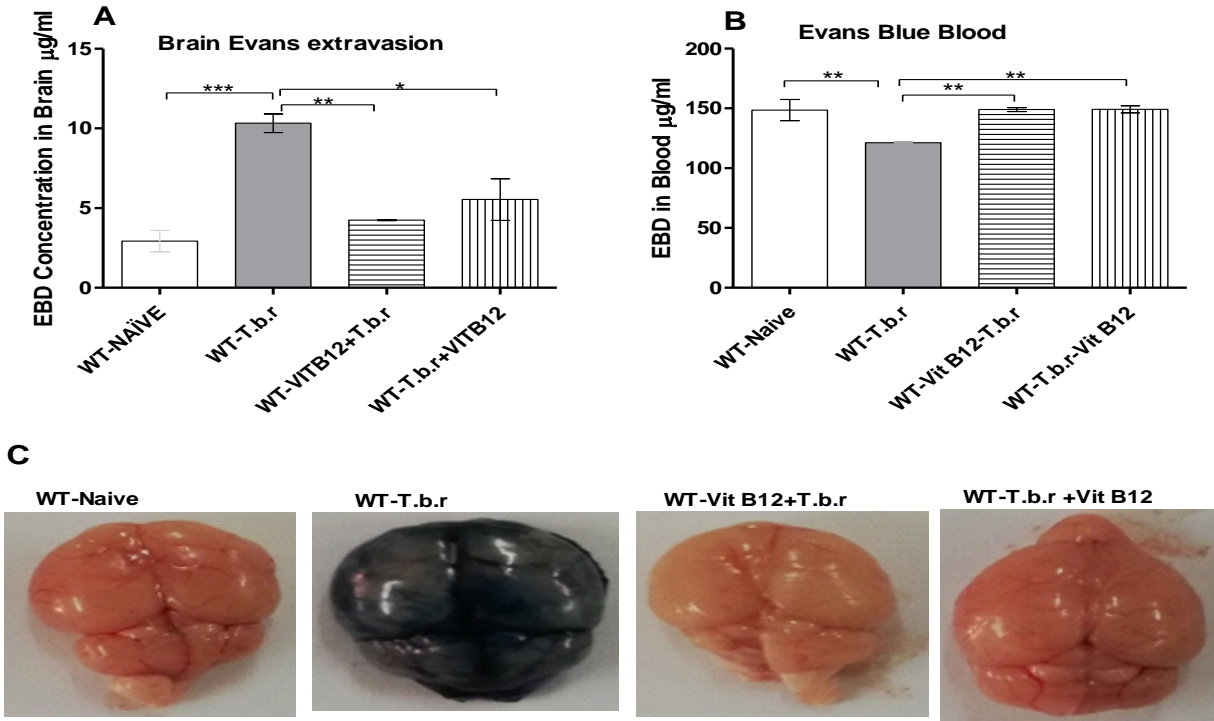 A
Brain Evans extravasion
EBD Concentration in Brain µg/ml
15
10
5
0
***
**
*
WT-NAÏVE
WT-T.b.r
WT-VITB12+T.b.r
WT-T.b.r+VITB12
B
Evans Blue Blood
EBD in Blood µg/ml
200
150
100
50
0
**
**
**
WT-Naive
WT-T.b.r
WT-Vit B12-T.b.r
WT-T.b.r-Vit B12
C
WT-Naive
WT-T.b.r
WT-Vit B12+T.b.r
WT-T.b.r +Vit B12